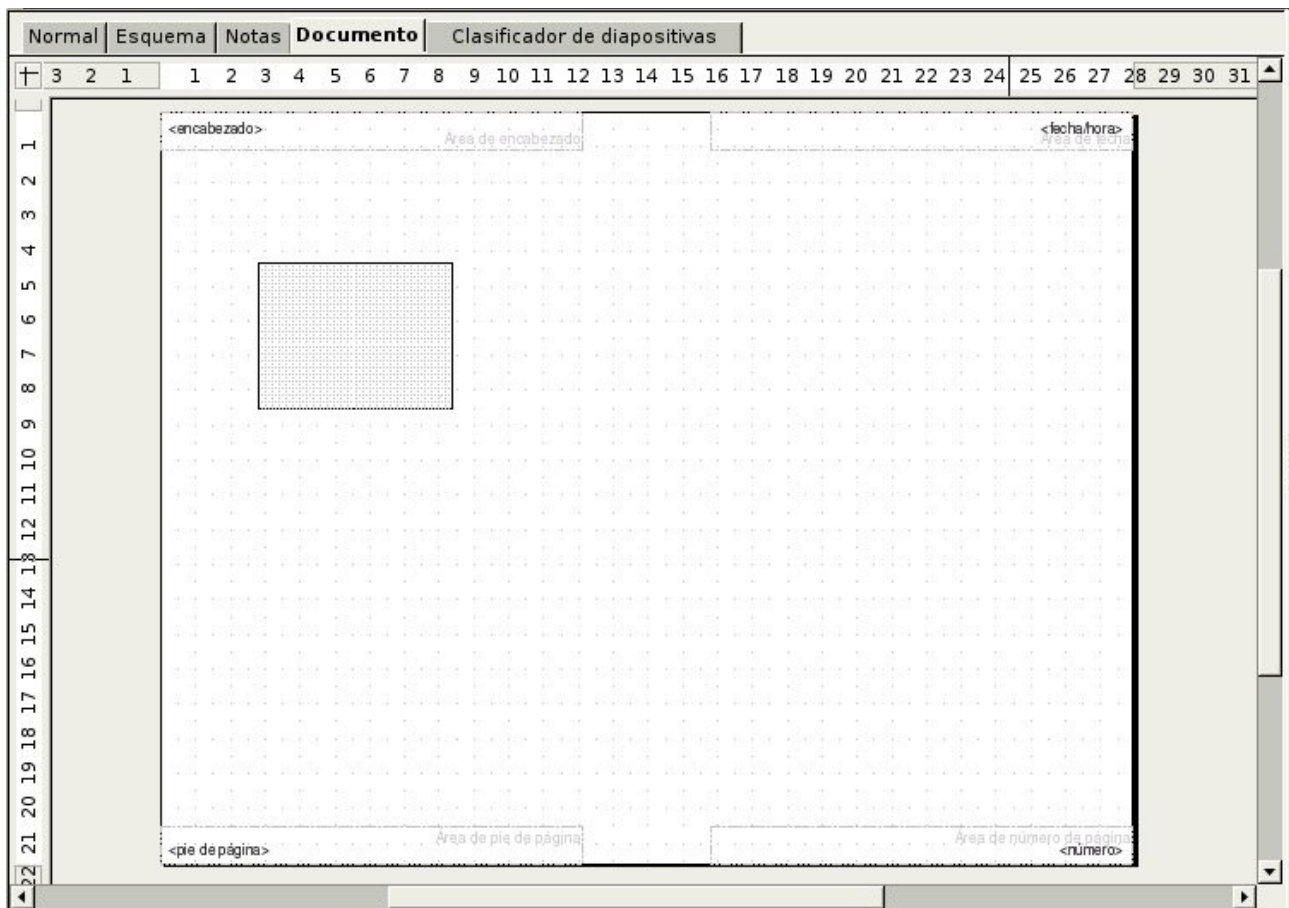 Normal Esquema Notas Documento Clasificador de diapositivas
3 2 1 1 2 3 4 5 6 7 8 9 10 11 12 13 14 15 16 17 18 19 20 21 22 23 24 25 26 27 28 29 30 31
<encabezado>
Área de encabezado
<fecha/hora>
Área de fecha
1
2
3
4
5
6
7
8
9
10
11
12
13
14
15
16
17
18
19
20
21
22
Área de pie de página
<pie de página>
Área de número de página
<número>